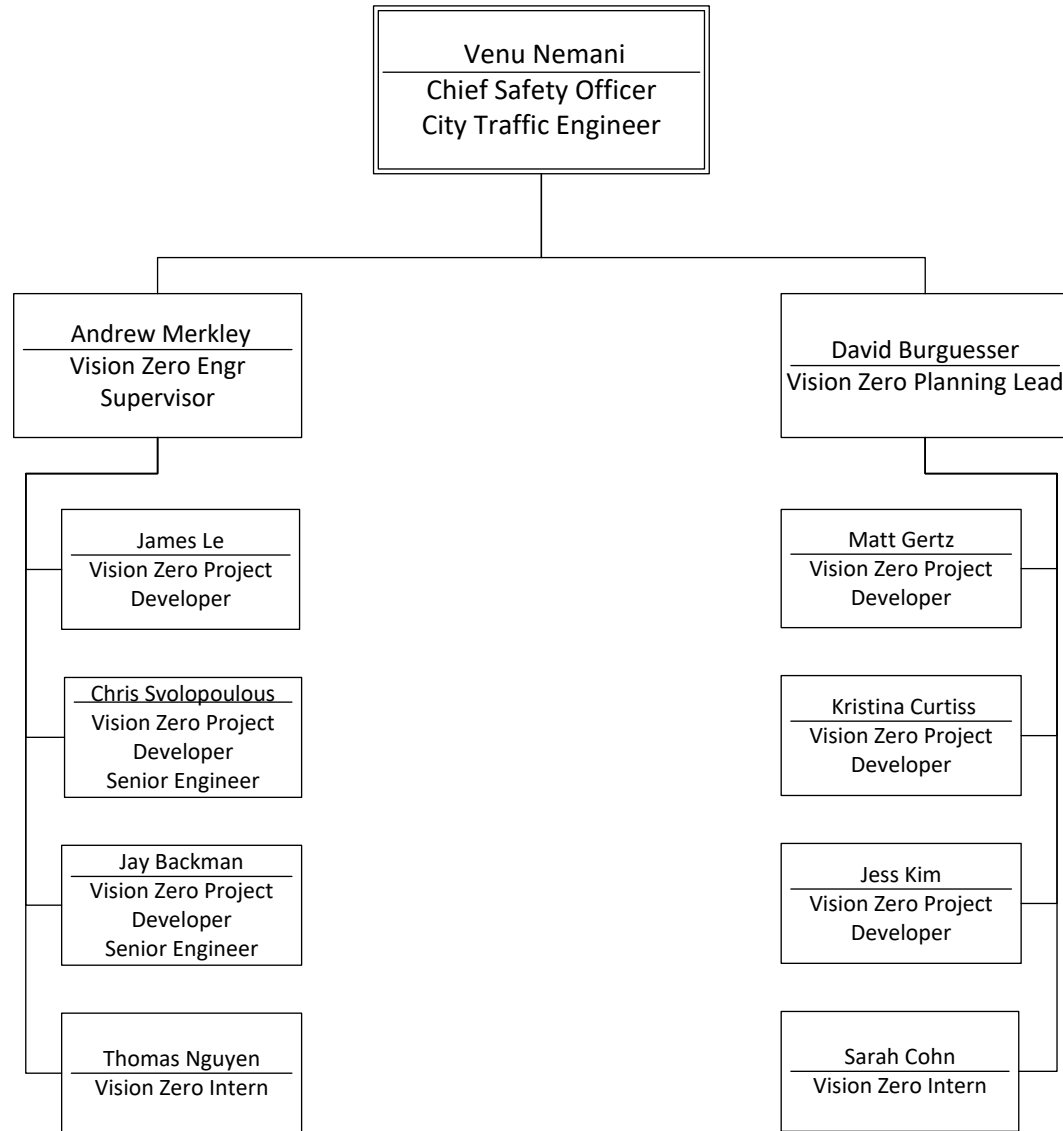 Venu Nemani
Chief Safety Officer
City Traffic Engineer
Andrew Merkley
Vision Zero Engr
Supervisor
David Burguesser
Vision Zero Planning Lead
James Le
Vision Zero Project
Developer
Chris Svolopoulous
Vision Zero Project
Developer
Senior Engineer
Jay Backman
Vision Zero Project
Developer
Senior Engineer
Thomas Nguyen
Vision Zero Intern
Matt Gertz
Vision Zero Project
Developer
Kristina Curtiss
Vision Zero Project
Developer
Jess Kim
Vision Zero Project
Developer
Sarah Cohn
Vision Zero Intern